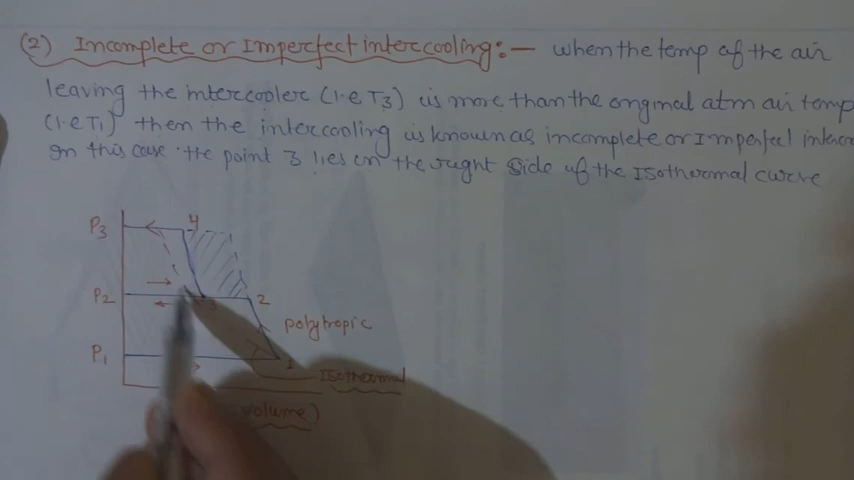 (2) Incomplete or Imperfect intercooling:— when the temp of the air
leaving the intercooler (i.e T3) is more than the original atm air temp
(i.e T1) then the intercooling is known as incomplete or Imperfect
In this case the point 3 lies on the right side of the Isothermal curve
P3
4
P2
2
polytropic
P1
1
Isothermal
volume)